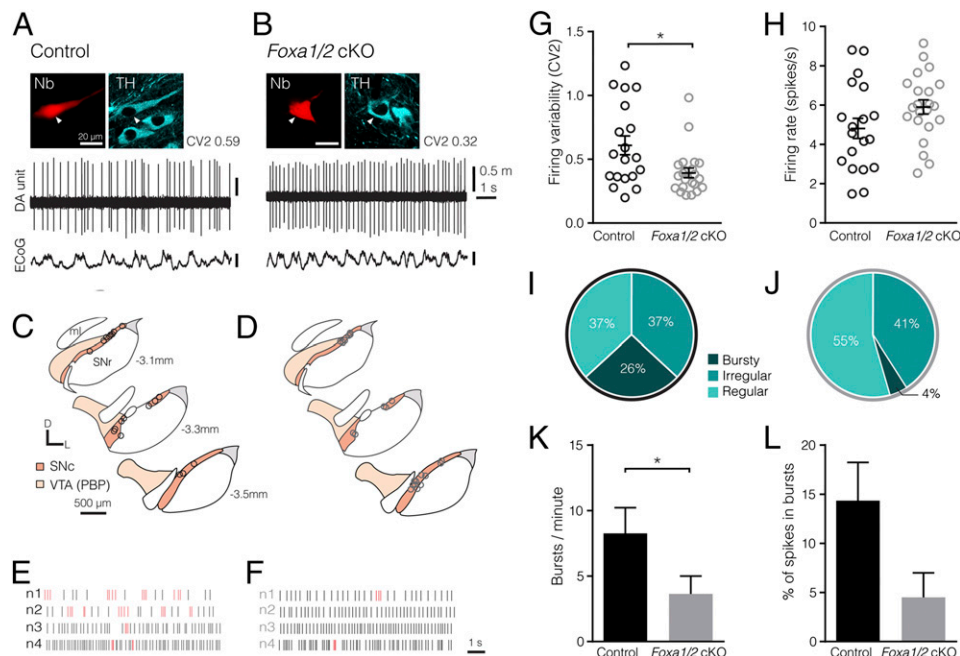 A
B
Control
Foxa1/2 cKO
Nb
TH
20 µm
CV2 0.59
Nb
TH
CV2 0.32
DA unit
0.5 m
1 s
ECoG
C
D
ml
SNr
-3.1mm
-3.3mm
D
L
SNc
VTA (PBP)
-3.5mm
500 µm
E
F
n1
n2
n3
n4
n1
n2
n3
n4
1 s
G
H
*
Firing variability (CV2)
1.5
1.0
0.5
0.0
Control
Foxa1/2 cKO
Firing rate (spikes/s)
10
8
6
4
2
0
Control
Foxa1/2 cKO
I
J
37%
37%
26%
Bursty
Irregular
Regular
55%
41%
4%
K
L
*
Bursts / minute
15
10
5
0
Control
Foxa1/2 cKO
% of spikes in bursts
20
15
10
5
0
Control
Foxa1/2 cKO